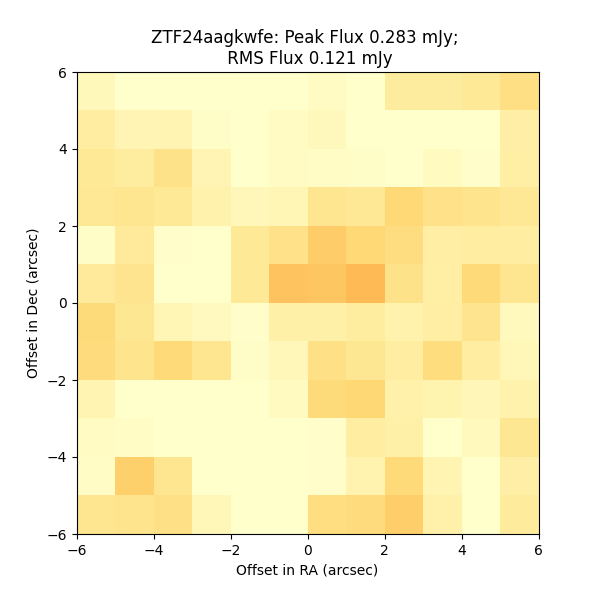 ZTF24aagkwfe: Peak Flux 0.283 mJy;
RMS Flux 0.121 mJy
6
4
2
0
−2
−4
−6
Offset in Dec (arcsec)
−6 −4 −2 0 2 4 6
Offset in RA (arcsec)